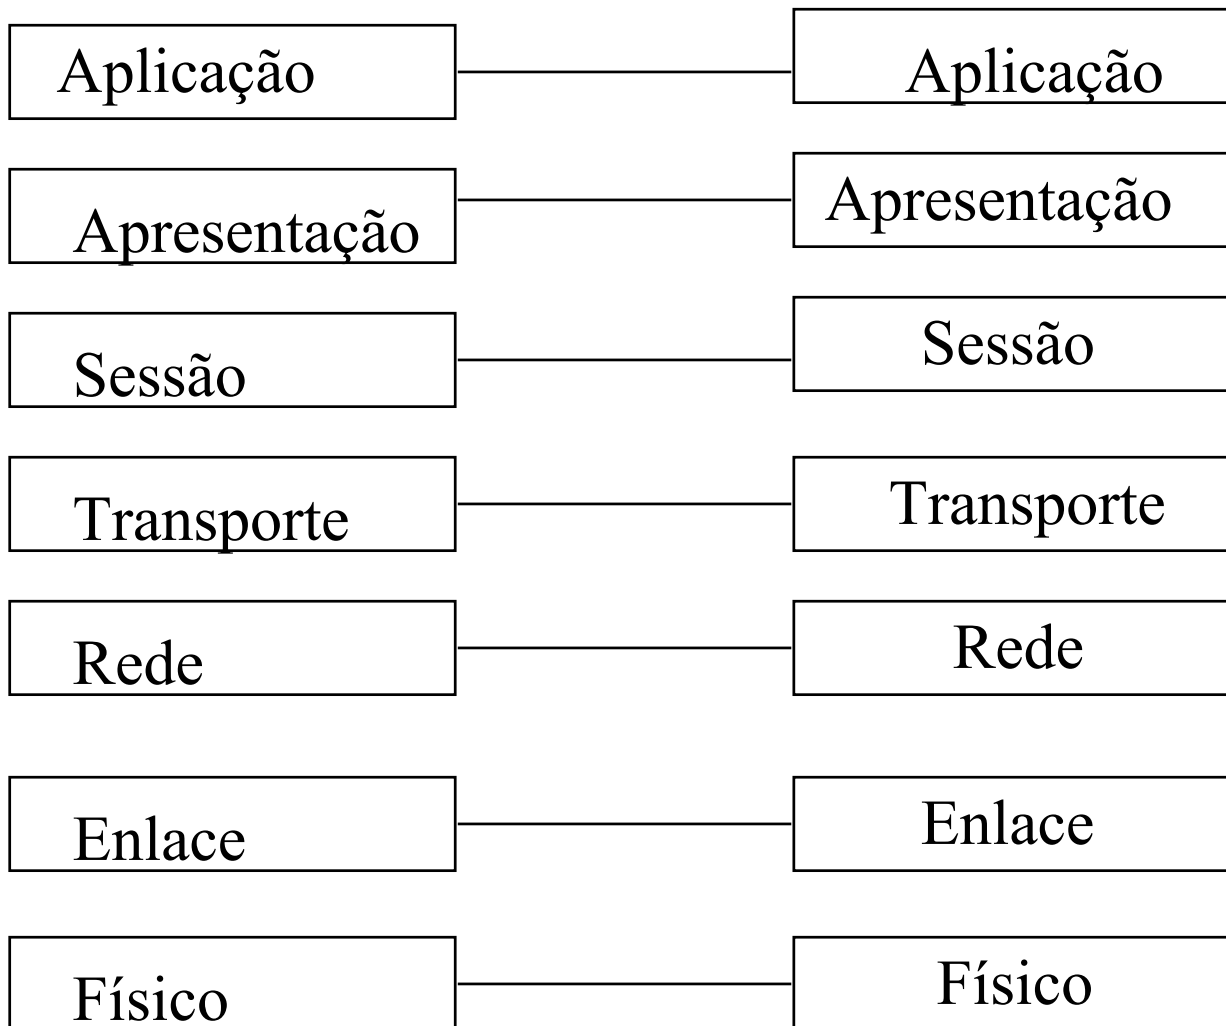 Aplicação Aplicação
Apresentação Apresentação
Sessão Sessão
Transporte Transporte
Rede Rede
Enlace Enlace
Físico Físico